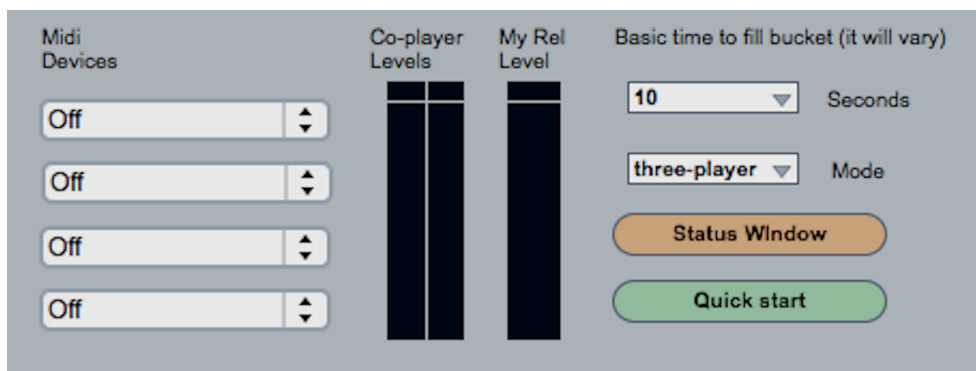 Midi
Devices
Off
Off
Off
Off
Co-player
Levels
My Rel
Level
Basic time to fill bucket (it will vary)
10
Seconds
three-player
Mode
Status WIndow
Quick start